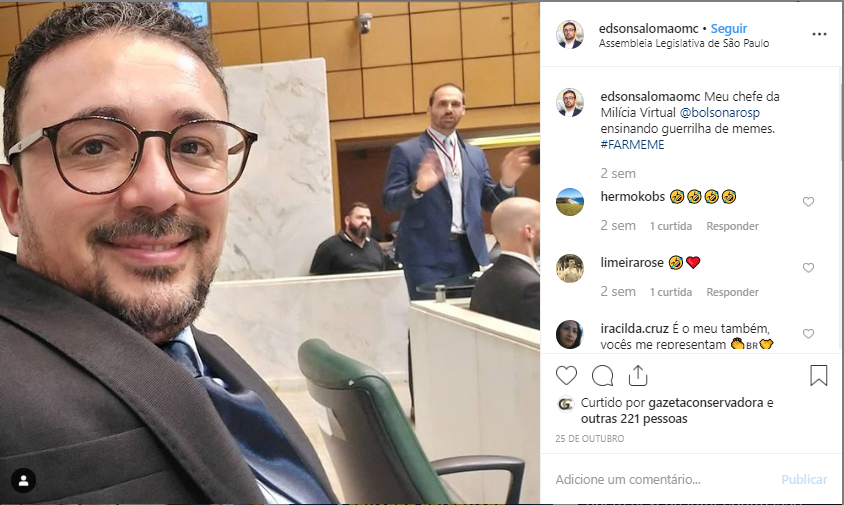 edsonsalomaomc • Seguir
Assembleia Legislativa de São Paulo
edsonsalomaomc Meu chefe da
Milícia Virtual @bolsonarosp
ensinando guerrilha de memes.
#FARMEME
2 sem
hermokobs 🤣🤣🤣🤣
2 sem 1 curtida Responder
limeirarose 🤣❤
2 sem 1 curtida Responder
iracilda.cruz É o meu também,
vocês me representam 👏🇧🇷
Curtido por gazetaconservadora e
outras 221 pessoas
25 DE OUTUBRO
Adicione um comentário... Publicar